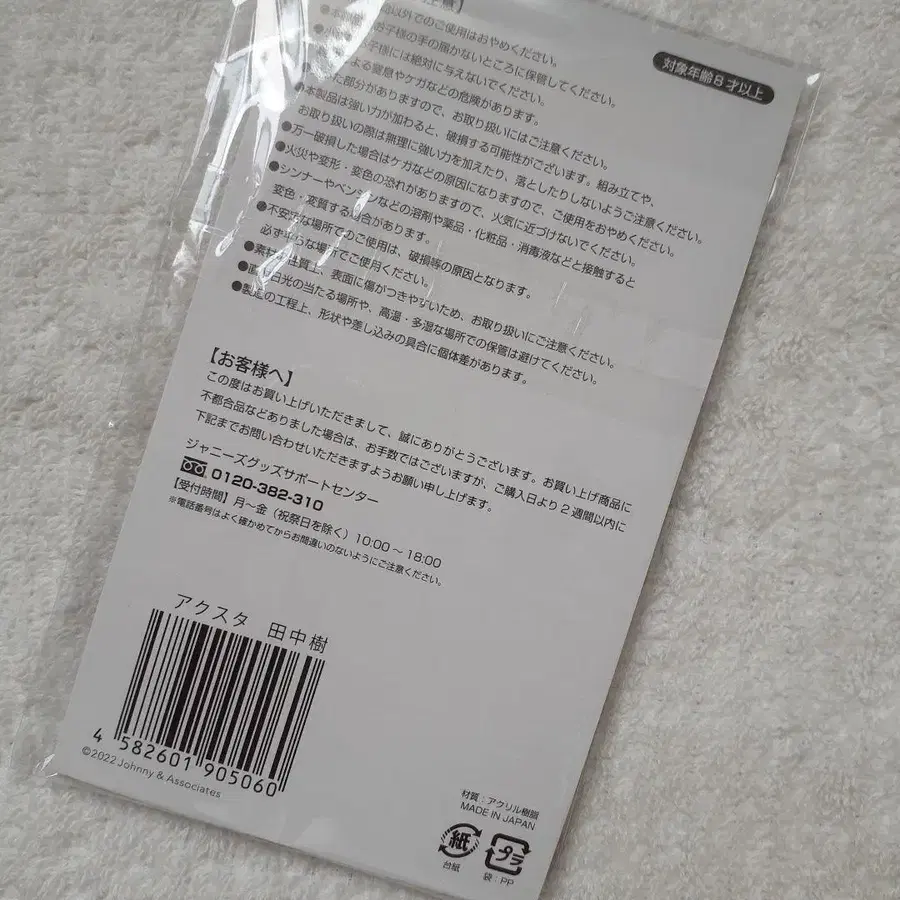 対象年齢8才以上
以外でのご使用はおやめください。
お子様の手の届かないところに保管してください。
お子様には絶対に与えないでください。
による窒息やケガなどの危険があります。
た部分がありますので、お取り扱いにはご注意ください。
●本製品は強い力が加わると、破損する可能性がございます。組み立てや、
お取り扱いの際は無理に強い力を加えたり、落としたりしないようご注意ください。
●万一破損した場合はケガなどの原因になりますので、ご使用をおやめください。
●火災や変形・変色の恐れがありますので、火気に近づけないでください。
●シンナーやベンジンなどの溶剤や薬品・化粧品・消毒液などと接触すると
変色・変質する場合があります。
●不安定な場所でのご使用は、破損等の原因となります。
必ず平らな場所でご使用ください。
●素材の性質上、表面に傷がつきやすいため、お取り扱いにご注意ください。
●直射日光の当たる場所や、高温・多湿な場所での保管は避けてください。
●製造の工程上、形状や差し込みの具合に個体差があります。
【お客様へ】
この度はお買い上げいただきまして、誠にありがとうございます。お買い上げ商品に
不都合品などありました場合は、お手数ではございますが、ご購入日より2週間以内に
下記までお問い合わせいただきますようお願い申し上げます。
ジャニーズグッズサポートセンター
0120-382-310
【受付時間】月〜金（祝祭日を除く）10:00〜18:00
※電話番号はよく確かめてからお間違いのないようにご注意ください。
アクスタ 田中樹
4 582601 905060
©2022 Johnny & Associates
材質：アクリル樹脂
MADE IN JAPAN
紙
台紙
プラ
袋：PP